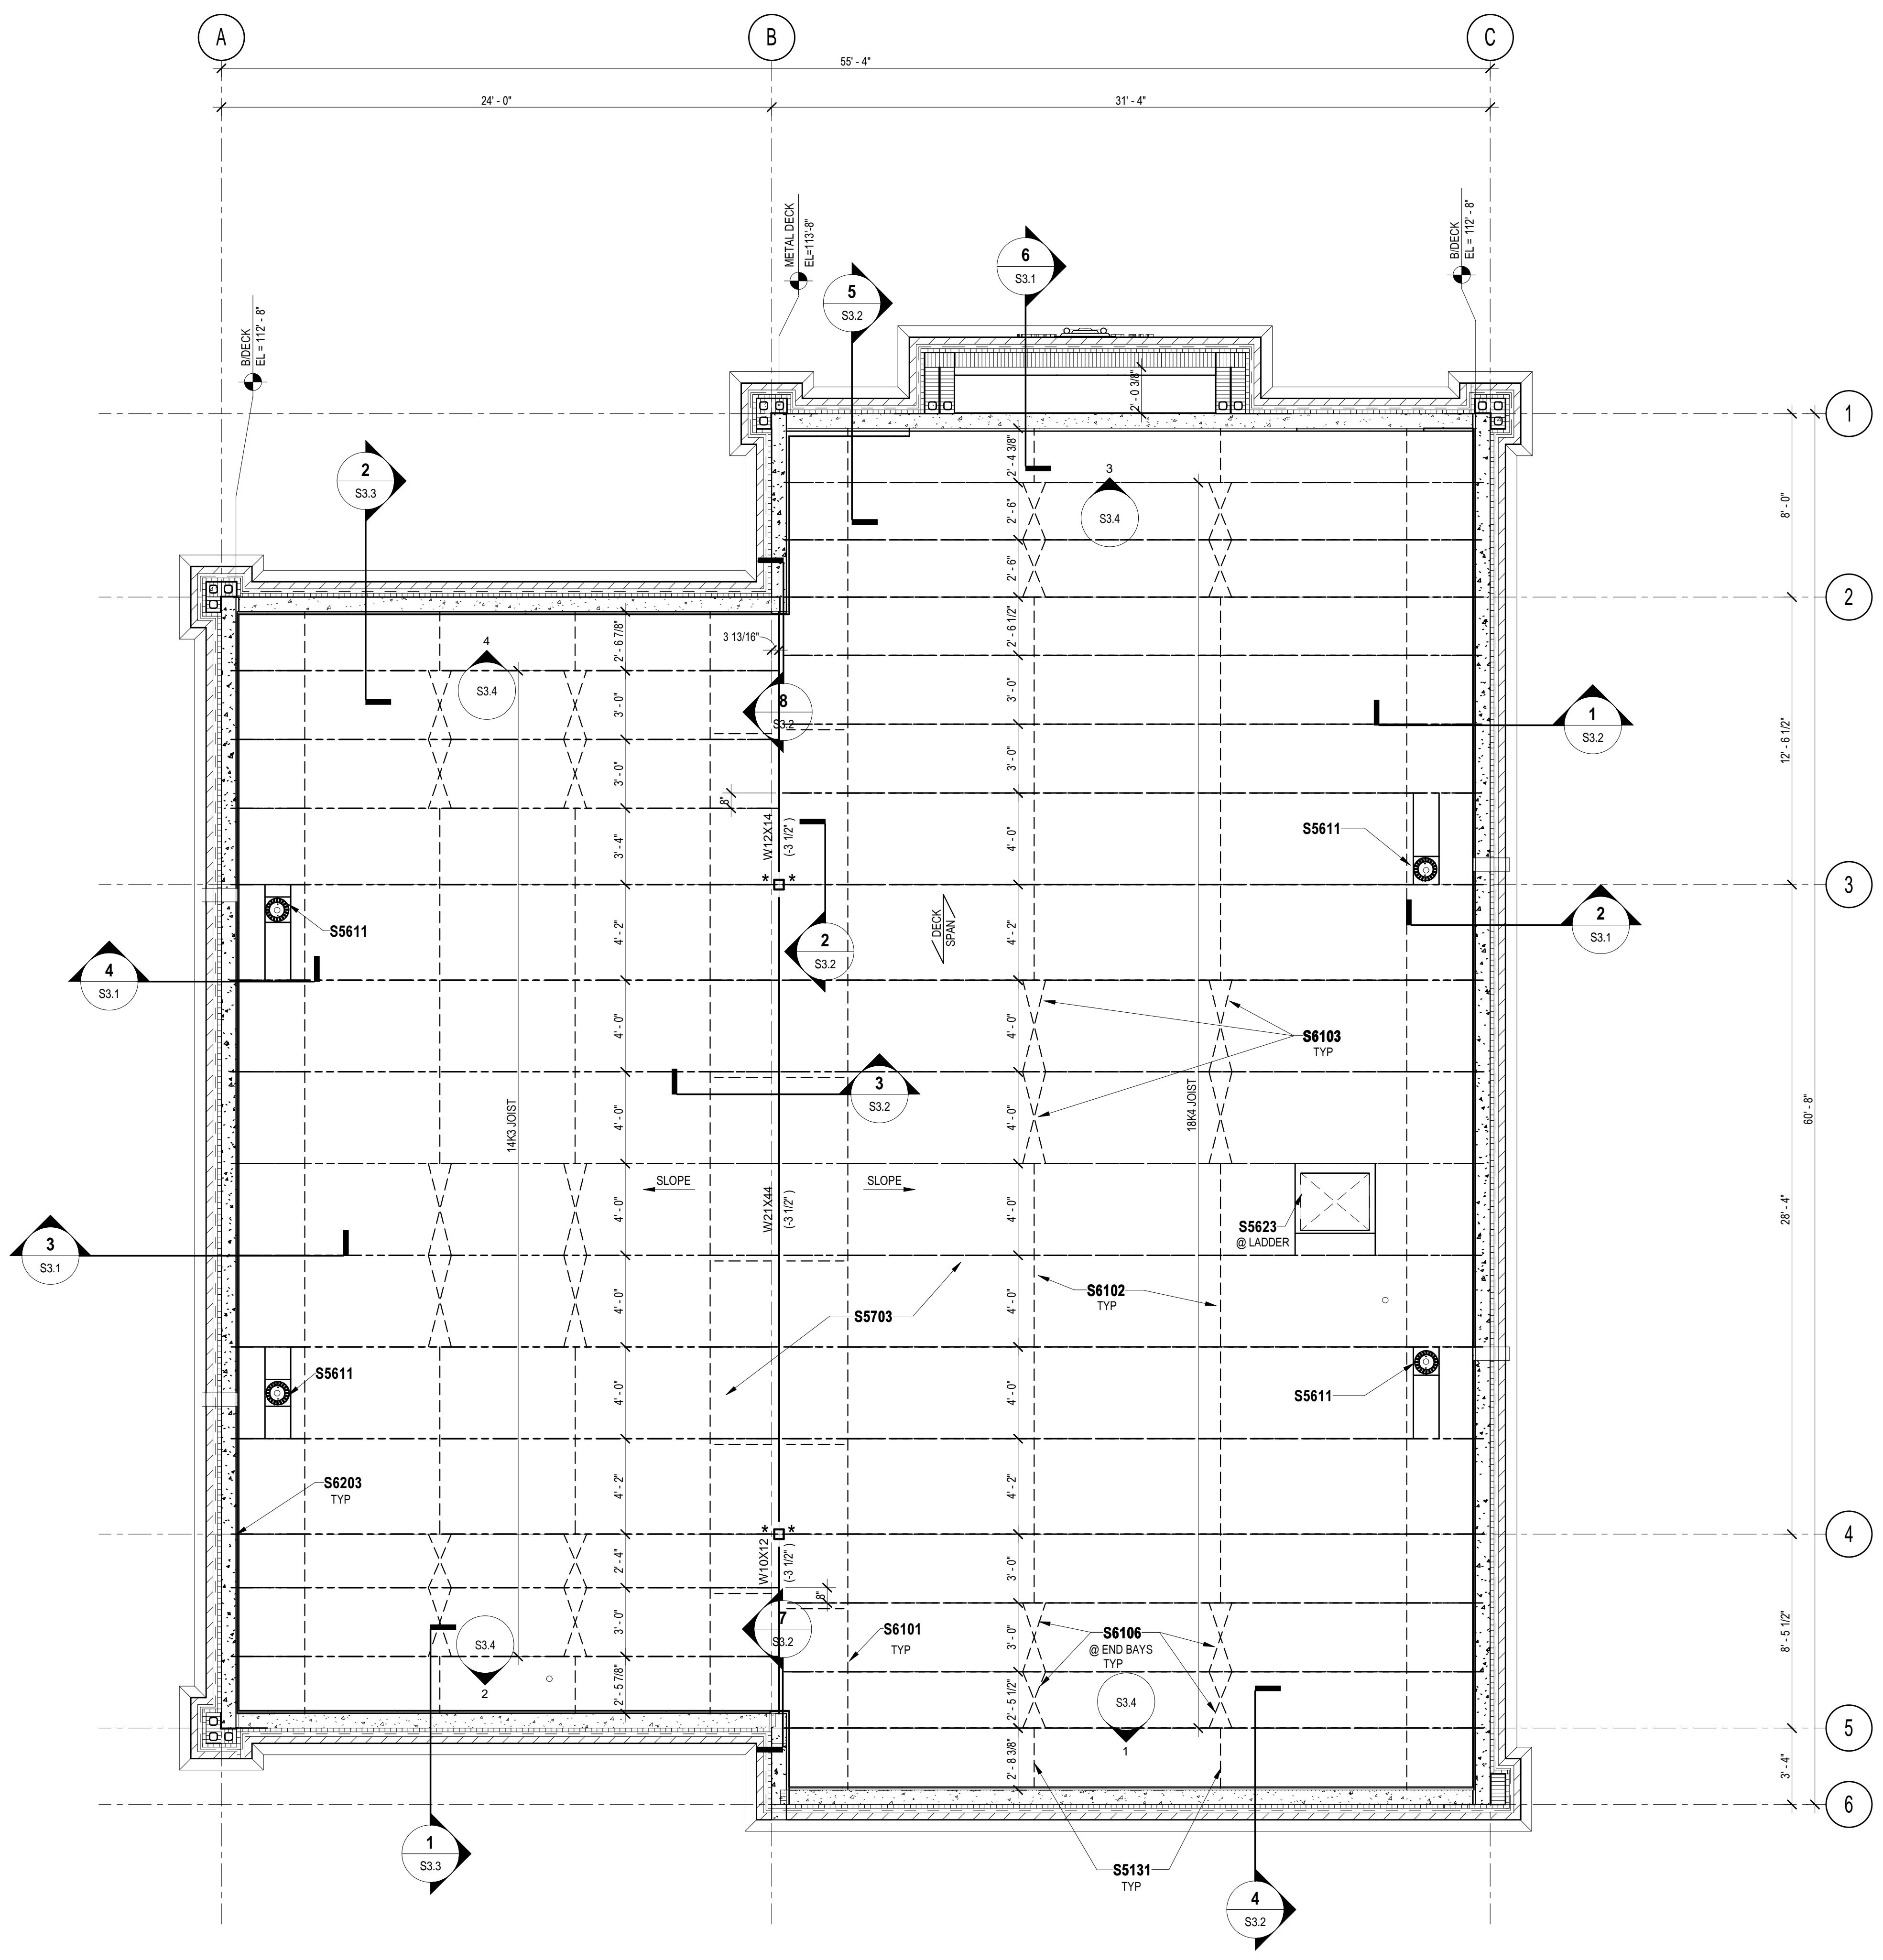 A
B
C
55' - 4"
24' - 0"
31' - 4"
B/DECK
EL = 112' - 8"
METAL DECK
EL=113'-8"
B/DECK
EL = 112' - 8"
6
S3.1
5
S3.2
2' - 0 3/8"
1
2
S3.3
2' - 4 3/8"
3
S3.4
2' - 6"
2' - 6"
8' - 0"
2
2' - 6 7/8"
4
S3.4
3 13/16"
2' - 6 1/2"
3' - 0"
3' - 0"
8
S3.2
3' - 0"
3' - 0"
1
S3.2
12' - 6 1/2"
8"
W12X14
(-3 1/2" )
3' - 4"
4' - 0"
S5611
* *
3
S5611
4' - 2"
2
S3.2
DECK
SPAN
4' - 2"
2
S3.1
4
S3.1
4' - 0"
4' - 0"
S6103
TYP
3
S3.2
14K3 JOIST
4' - 0"
4' - 0"
18K4 JOIST
60' - 8"
SLOPE
SLOPE
W21X44
(-3 1/2" )
4' - 0"
4' - 0"
S5623
@ LADDER
28' - 4"
3
S3.1
4' - 0"
4' - 0"
S6102
TYP
S5703
S5611
4' - 0"
4' - 0"
S5611
S6203
TYP
4' - 2"
4' - 2"
* *
4
W10X12
(-3 1/2" )
2' - 4"
3' - 0"
8"
7
S3.2
S6101
TYP
3' - 0"
3' - 0"
S6106
@ END BAYS
TYP
8' - 5 1/2"
S3.4
2
2' - 5 7/8"
2' - 5 1/2"
S3.4
1
5
2' - 8 3/8"
3' - 4"
6
1
S3.3
S5131
TYP
4
S3.2